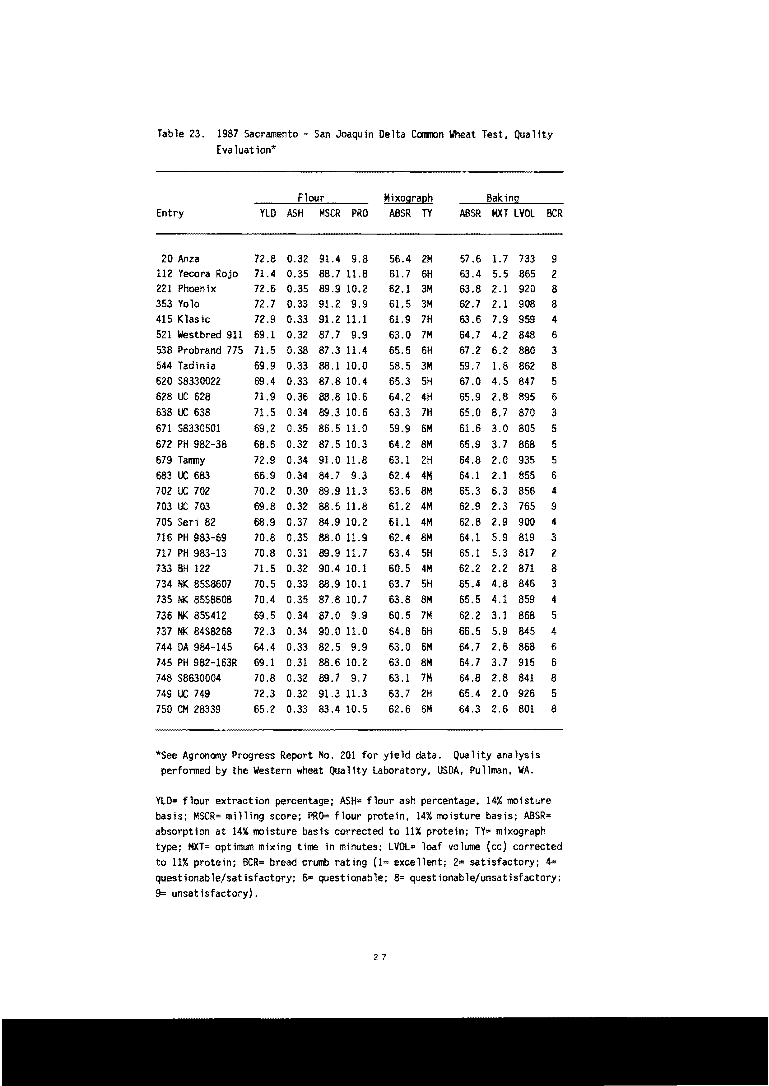 Table 23. 1987 Sacramento - San Joaquin Delta Common Wheat Test, Quality
Evaluation*
Flour Mixograph Baking
Entry YLD ASH MSCR PRO ABSR TY ABSR MXT LVOL BCR
20 Anza 72.8 0.32 91.4 9.8 56.4 2M 57.6 1.7 733 9
112 Yecora Rojo 71.4 0.35 88.7 11.8 61.7 6H 63.4 5.5 865 2
221 Phoenix 72.6 0.35 89.9 10.2 62.1 3M 63.8 2.1 920 8
353 Yolo 72.7 0.33 91.2 9.9 61.5 3M 62.7 2.1 908 8
415 Klasic 72.9 0.33 91.2 11.1 61.9 7H 63.6 7.9 959 4
521 Westbred 911 69.1 0.32 87.7 9.9 63.0 7M 64.7 4.2 848 6
538 Probrand 775 71.5 0.38 87.3 11.4 65.5 6H 67.2 6.2 880 3
544 Tadinia 69.9 0.33 88.1 10.0 58.5 3M 59.7 1.8 862 8
620 S8330022 69.4 0.33 87.8 10.4 65.3 5H 67.0 4.5 847 5
628 UC 628 71.9 0.36 88.8 10.6 64.2 4H 65.9 2.8 895 6
638 UC 638 71.5 0.34 89.3 10.6 63.3 7H 65.0 8.7 870 3
671 S8330501 69.2 0.35 86.5 11.0 59.9 6M 61.6 3.0 805 5
672 PH 982-38 68.6 0.32 87.5 10.3 64.2 8M 65.9 3.7 868 5
679 Tammy 72.9 0.34 91.0 11.8 63.1 2H 64.8 2.0 935 5
683 UC 683 66.9 0.34 84.7 9.3 62.4 4M 64.1 2.1 855 6
702 UC 702 70.2 0.30 89.9 11.3 63.6 8M 65.3 6.3 856 4
703 UC 703 69.8 0.32 88.5 11.8 61.2 4M 62.9 2.3 765 9
705 Seri 82 68.9 0.37 84.9 10.2 61.1 4M 62.8 2.9 900 4
716 PH 983-69 70.8 0.35 88.0 11.9 62.4 8M 64.1 5.9 819 3
717 PH 983-13 70.8 0.31 89.9 11.7 63.4 5H 65.1 5.3 817 2
733 BH 122 71.5 0.32 90.4 10.1 60.5 4M 62.2 2.2 871 8
734 NK 85S8607 70.5 0.33 88.9 10.1 63.7 5H 65.4 4.8 846 3
735 NK 85S8608 70.4 0.35 87.8 10.7 63.8 8M 65.5 4.1 859 4
736 NK 85S412 69.5 0.34 87.0 9.9 60.5 7M 62.2 3.1 868 5
737 NK 84S8268 72.3 0.34 90.0 11.0 64.8 6H 66.5 5.9 845 4
744 DA 984-145 64.4 0.33 82.5 9.9 63.0 6M 64.7 2.6 868 6
745 PH 982-163R 69.1 0.31 88.6 10.2 63.0 8M 64.7 3.7 915 6
748 S8630004 70.8 0.32 89.7 9.7 63.1 7M 64.8 2.8 841 8
749 UC 749 72.3 0.32 91.3 11.3 63.7 2H 65.4 2.0 926 5
750 CM 28339 65.2 0.33 83.4 10.5 62.6 6M 64.3 2.6 801 8
*See Agronomy Progress Report No. 201 for yield data. Quality analysis
performed by the Western wheat Quality Laboratory, USDA, Pullman, WA.
YLD= flour extraction percentage; ASH= flour ash percentage, 14% moisture
basis; MSCR= milling score; PRO= flour protein, 14% moisture basis; ABSR=
absorption at 14% moisture basis corrected to 11% protein; TY= mixograph
type; MXT= optimum mixing time in minutes; LVOL= loaf volume (cc) corrected
to 11% protein; BCR= bread crumb rating (1= excellent; 2= satisfactory; 4=
questionable/satisfactory; 6= questionable; 8= questionable/unsatisfactory;
9= unsatisfactory).
27